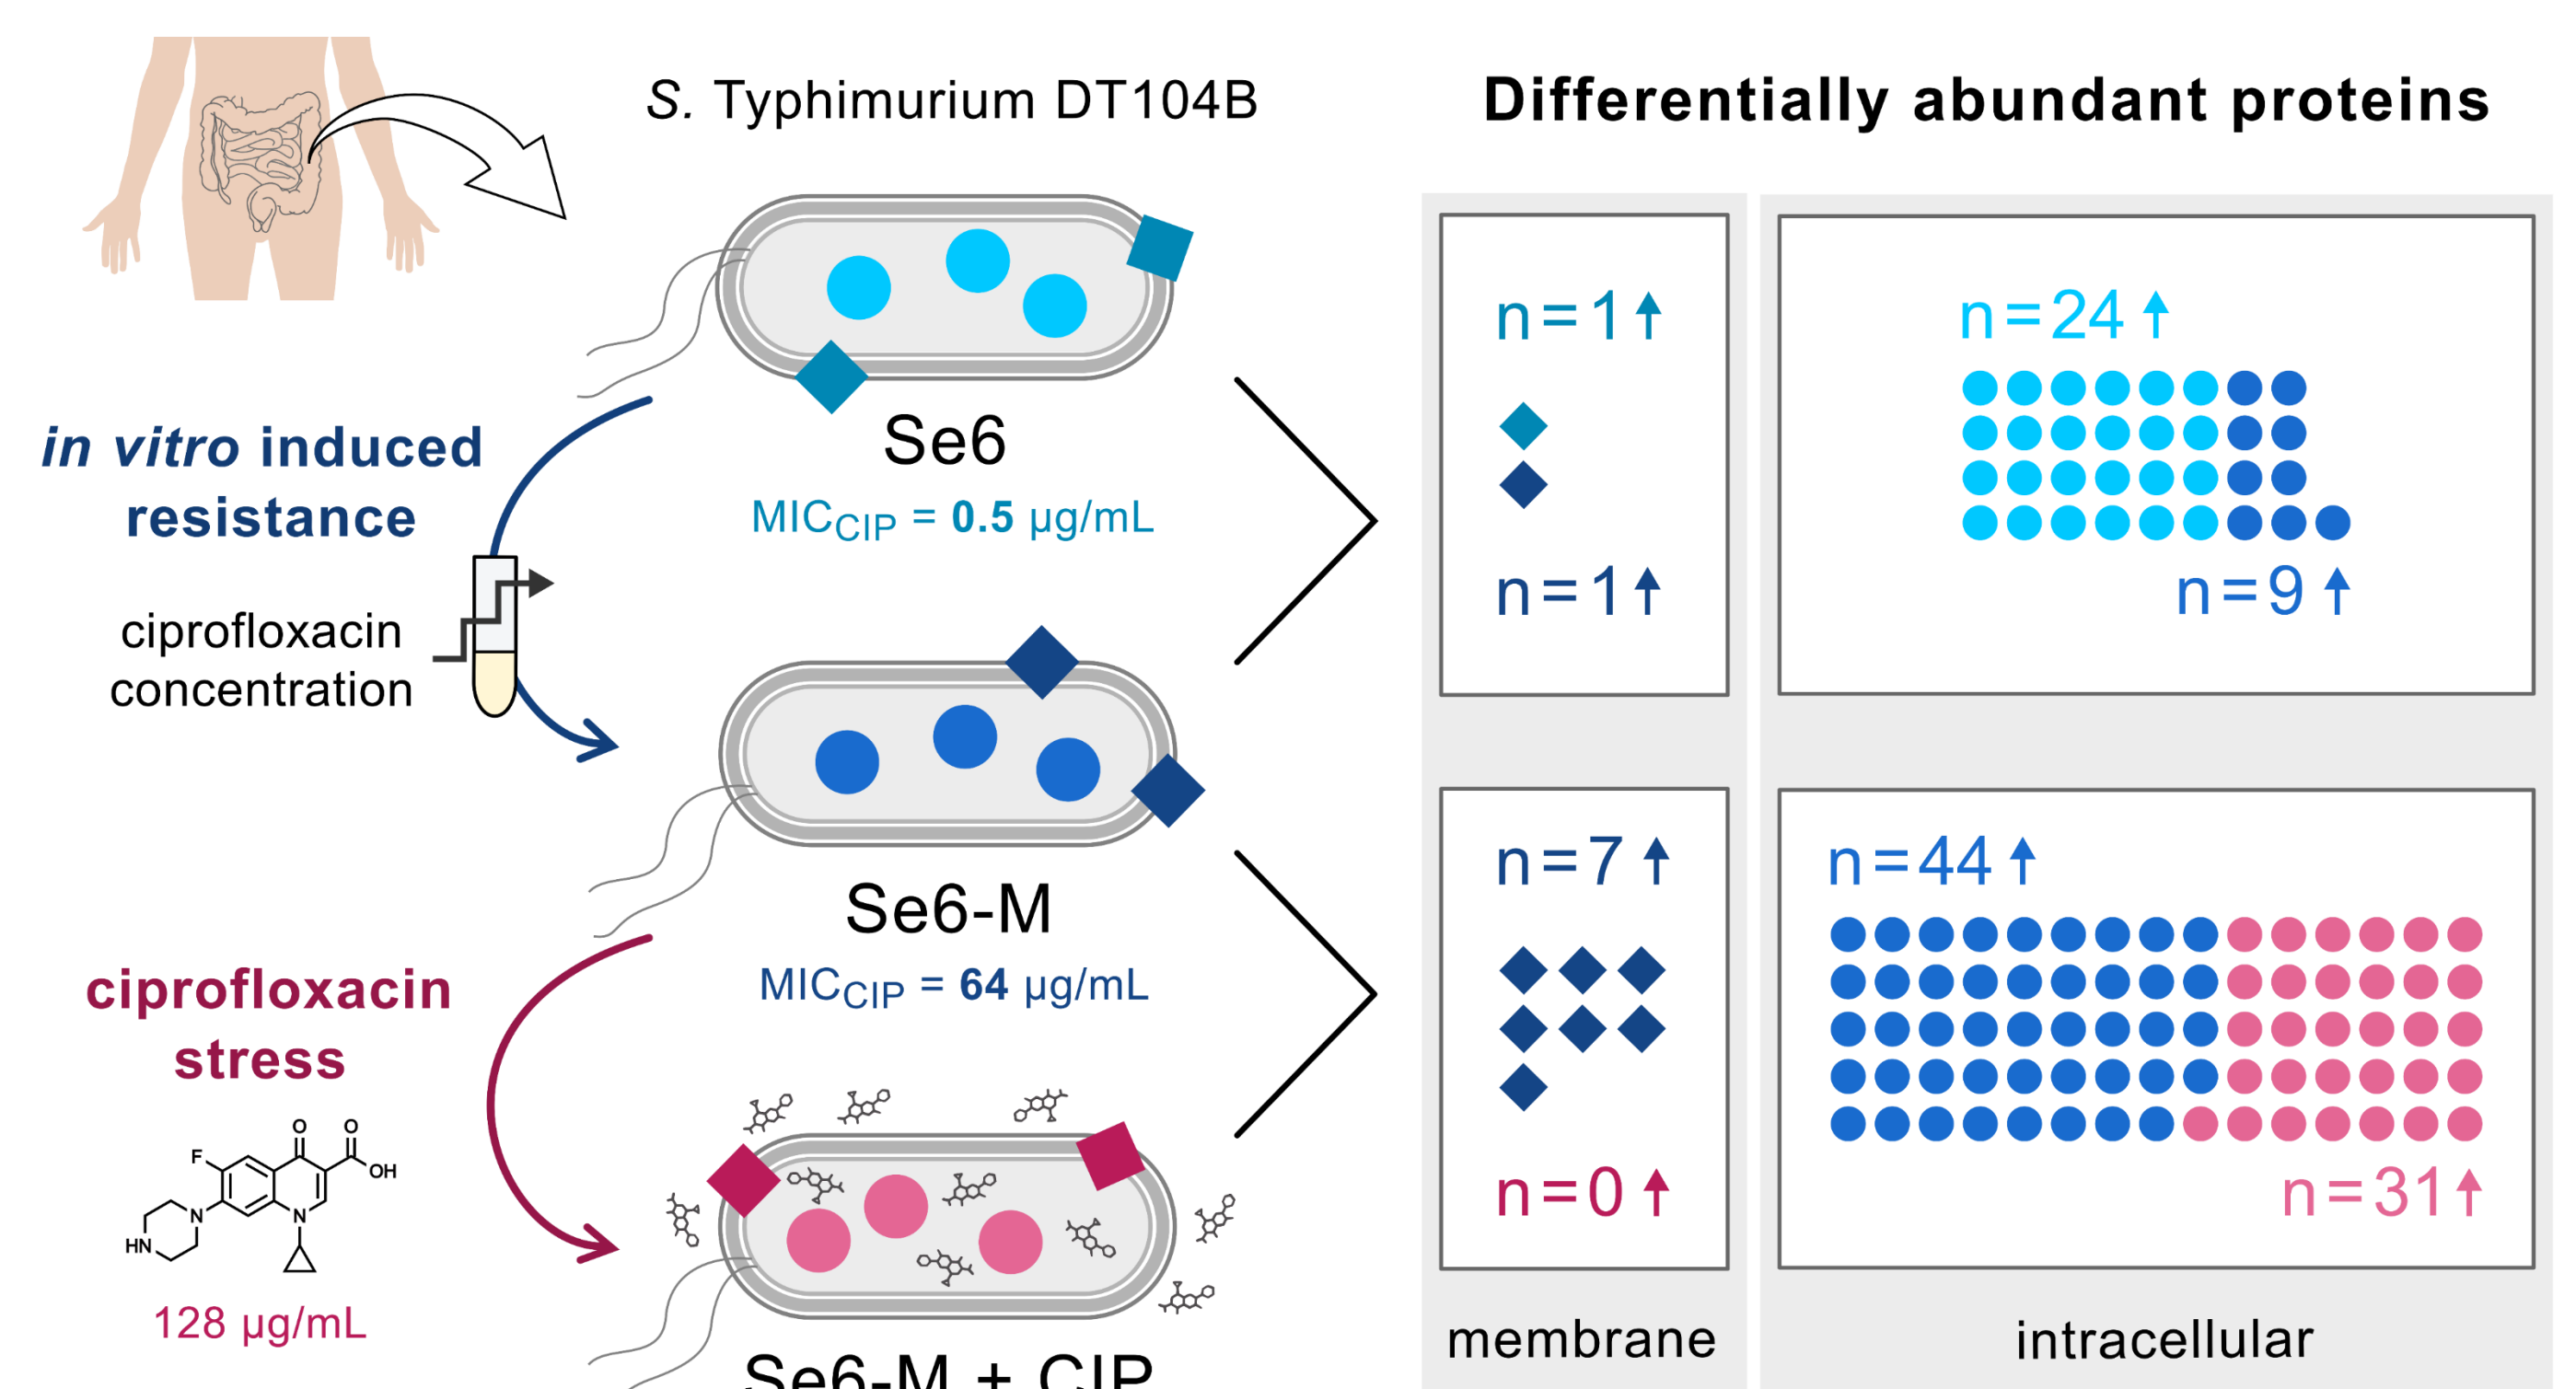 S. Typhimurium DT104B
Differentially abundant proteins
in vitro induced
resistance
ciprofloxacin
concentration
Se6
MICCIP = 0.5 µg/mL
n=1↑
n=1↑
n=24↑
n=9↑
Se6-M
MICCIP = 64 µg/mL
n=7↑
n=0↑
n=44↑
n=31↑
ciprofloxacin
stress
O
O
F
OH
N
N
HN
128 µg/mL
Se6-M + CIP
membrane
intracellular